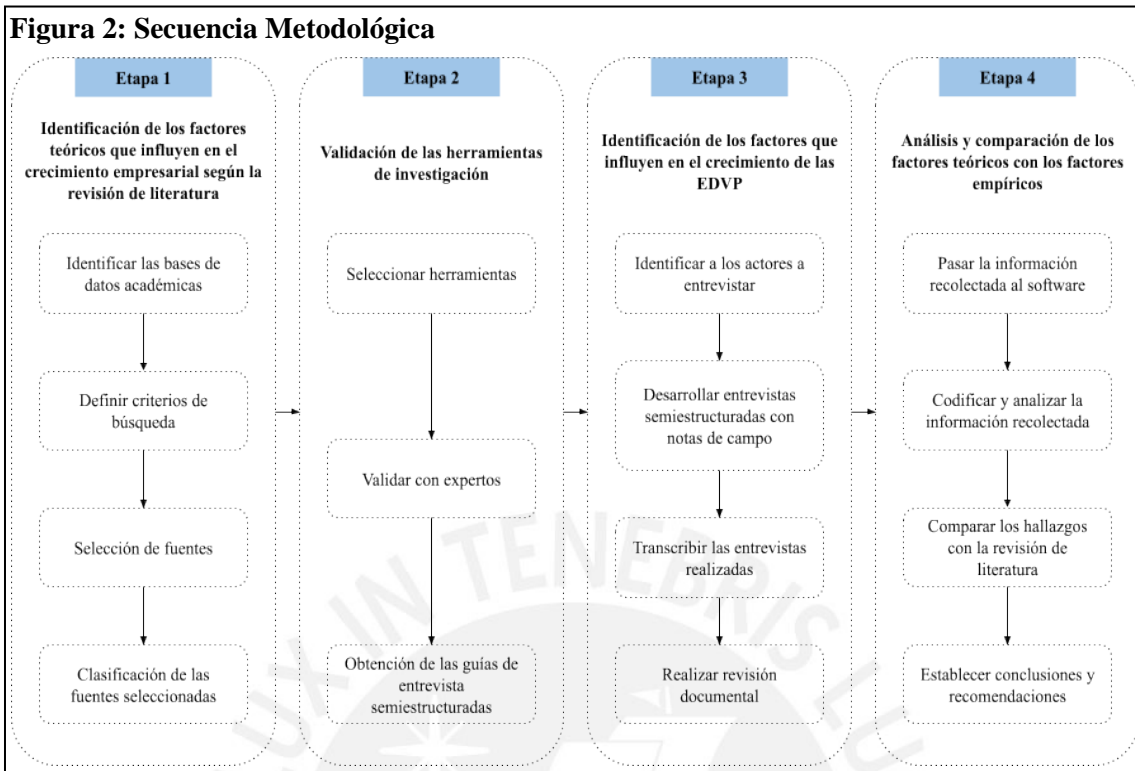 Figura 2: Secuencia Metodológica
Etapa 1
Identificación de los factores
teóricos que influyen en el
crecimiento empresarial según la
revisión de literatura
Identificar las bases de
datos académicas
Definir criterios de
búsqueda
Selección de fuentes
Clasificación de las
fuentes seleccionadas
Etapa 2
Validación de las herramientas
de investigación
Seleccionar herramientas
Validar con expertos
Obtención de las guías de
entrevista
semiestructuradas
Etapa 3
Identificación de los factores que
influyen en el crecimiento de las
EDVP
Identificar a los actores a
entrevistar
Desarrollar entrevistas
semiestructuradas con
notas de campo
Transcribir las entrevistas
realizadas
Realizar revisión
documental
Etapa 4
Análisis y comparación de los
factores teóricos con los factores
empíricos
Pasar la información
recolectada al software
Codificar y analizar la
información recolectada
Comparar los hallazgos
con la revisión de
literatura
Establecer conclusiones y
recomendaciones
UX IN TENEBRIS LU